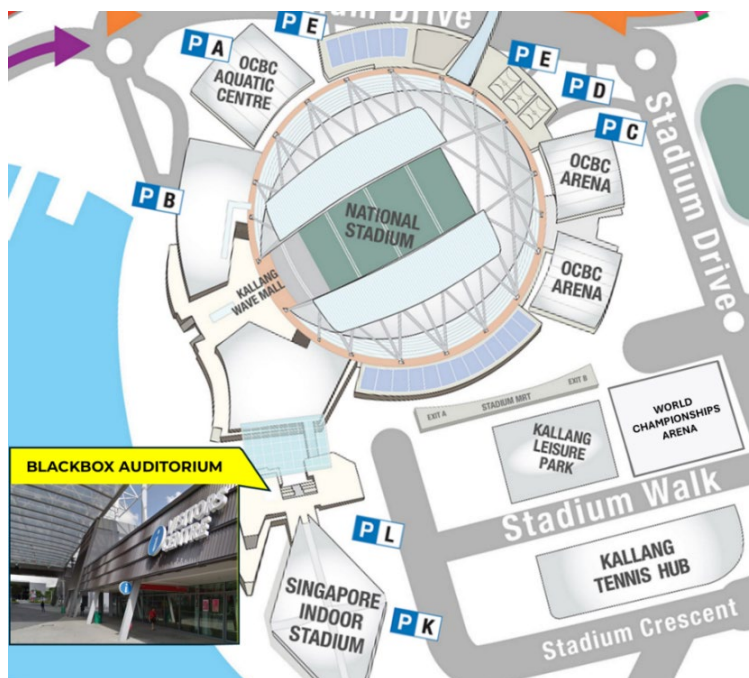 Stadium Drive
P E
P A
OCBC
AQUATIC
CENTRE
P E
P D
P C
OCBC
ARENA
P B
NATIONAL
STADIUM
Stadium Drive
OCBC
ARENA
KALLANG
WAVE MALL
EXIT A
STADIUM MRT
EXIT B
WORLD
CHAMPIONSHIPS
ARENA
KALLANG
LEISURE
PARK
BLACKBOX AUDITORIUM
i VISITORS
CENTRE
i
Stadium Walk
P L
KALLANG
TENNIS HUB
SINGAPORE
INDOOR
STADIUM
P K
Stadium Crescent